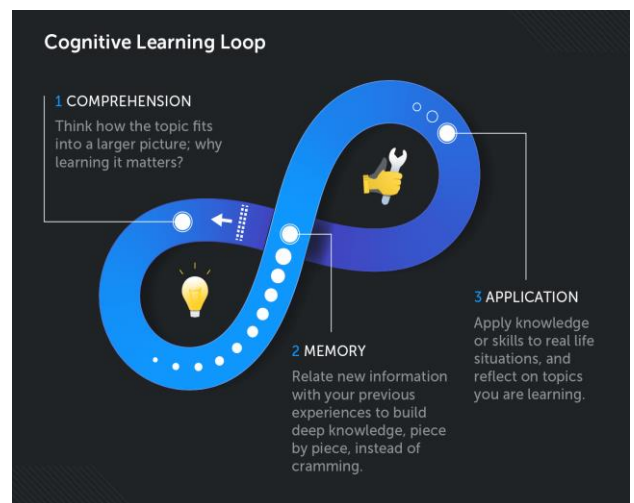 Cognitive Learning Loop
1 COMPREHENSION
Think how the topic fits
into a larger picture; why
learning it matters?
2 MEMORY
Relate new information
with your previous
experiences to build
deep knowledge, piece
by piece, instead of
cramming.
3 APPLICATION
Apply knowledge
or skills to real life
situations, and
reflect on topics
you are learning.